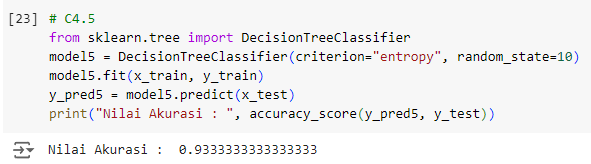 [23] # C4.5
from sklearn.tree import DecisionTreeClassifier
model5 = DecisionTreeClassifier(criterion="entropy", random_state=10)
model5.fit(x_train, y_train)
y_pred5 = model5.predict(x_test)
print("Nilai Akurasi : ", accuracy_score(y_pred5, y_test))
Nilai Akurasi :  0.9333333333333333